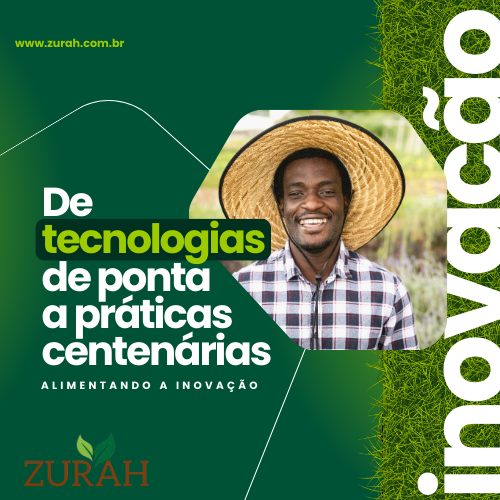 www.zurah.com.br
De
tecnologias
de ponta
a práticas
centenárias
ALIMENTANDO A INOVAÇÃO
ZURAH
inovação